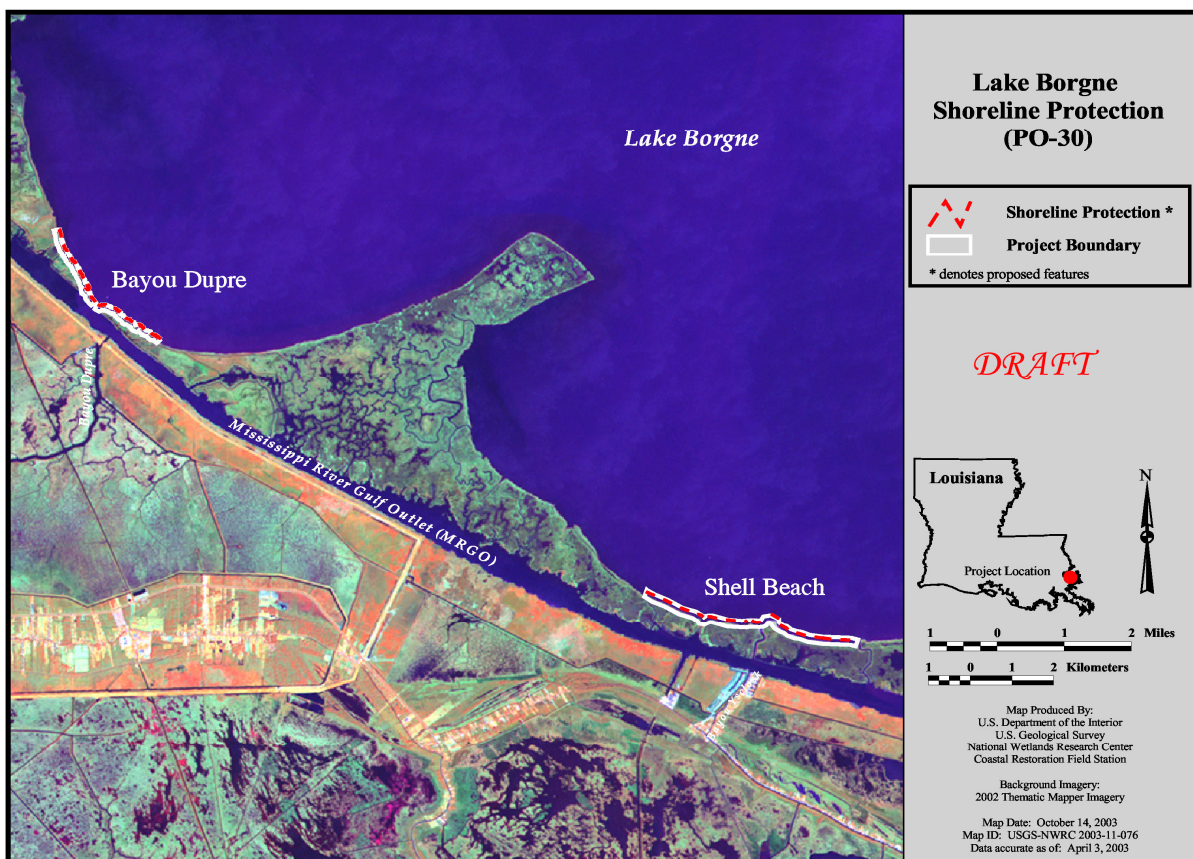 Lake Borgne
Shoreline Protection
(PO-30)
Lake Borgne
Shoreline Protection *
Project Boundary
* denotes proposed features
Bayou Dupre
DRAFT
Bayou Dupre
Mississippi River Gulf Outlet (MRGO)
Louisiana
N
Project Location
Shell Beach
1 0 1 2 Miles
1 0 1 2 Kilometers
Map Produced By:
U.S. Department of the Interior
U.S. Geological Survey
National Wetlands Research Center
Coastal Restoration Field Station
Background Imagery:
2002 Thematic Mapper Imagery
Map Date: October 14, 2003
Map ID: USGS-NWRC 2003-11-076
Data accurate as of: April 3, 2003